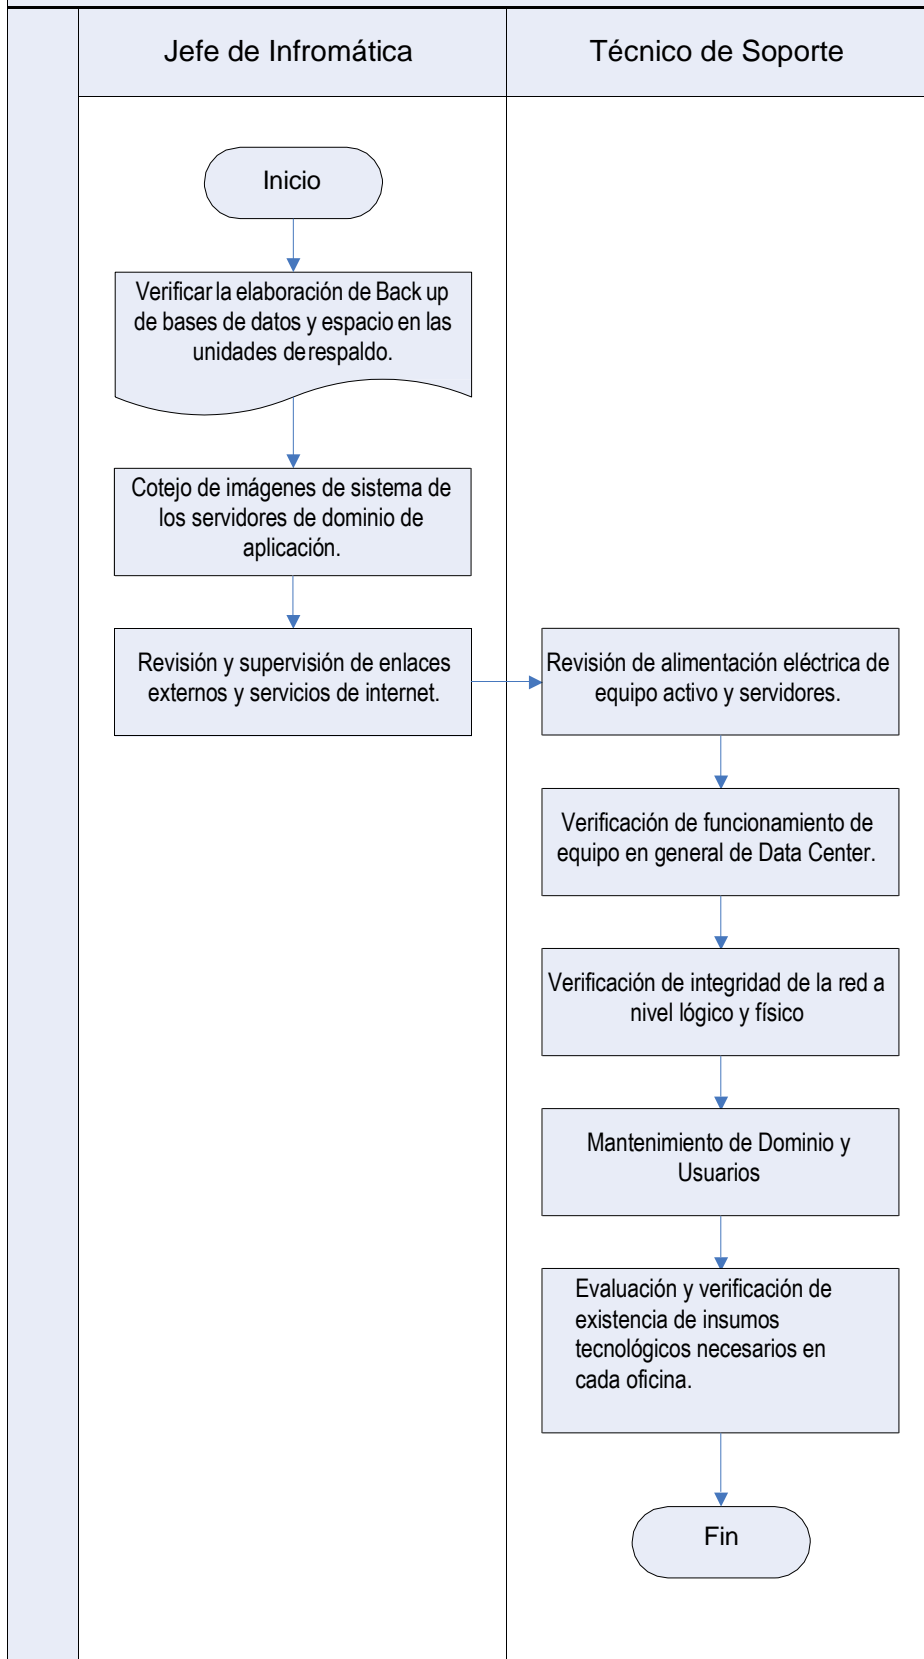 Jefe de Infromática
Técnico de Soporte
Inicio
Verificar la elaboración de Back up
de bases de datos y espacio en las
unidades de respaldo.
Cotejo de imágenes de sistema de
los servidores de dominio de
aplicación.
Revisión y supervisión de enlaces
externos y servicios de internet.
Revisión de alimentación eléctrica de
equipo activo y servidores.
Verificación de funcionamiento de
equipo en general de Data Center.
Verificación de integridad de la red a
nivel lógico y físico
Mantenimiento de Dominio y
Usuarios
Evaluación y verificación de
existencia de insumos
tecnológicos necesarios en
cada oficina.
Fin